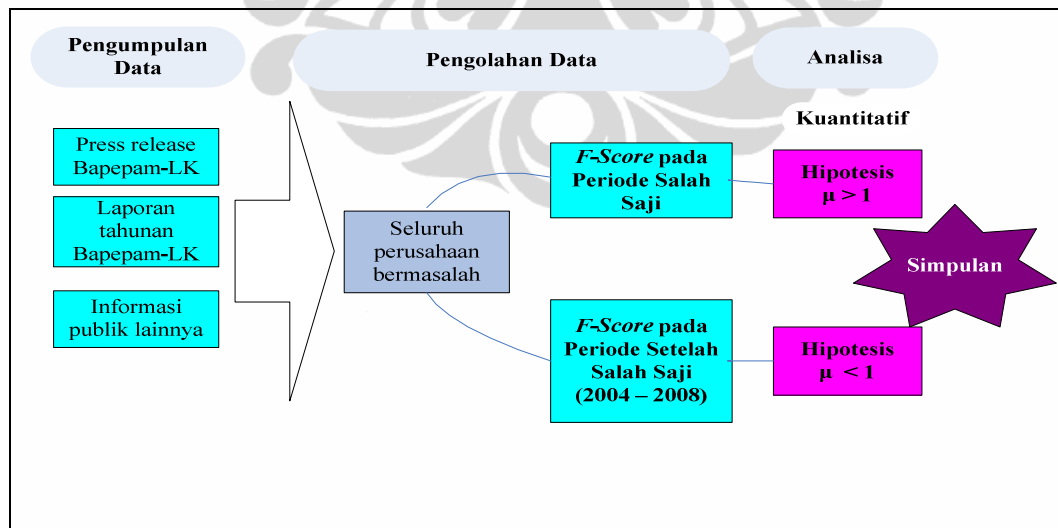 Pengumpulan
Data
Pengolahan Data
Analisa
Press release
Bapepam-LK
Laporan
tahunan
Bapepam-LK
Informasi
publik lainnya
Seluruh
perusahaan
bermasalah
F-Score pada
Periode Salah
Saji
F-Score pada
Periode Setelah
Salah Saji
(2004 – 2008)
Kuantitatif
Hipotesis
μ > 1
Hipotesis
μ < 1
Simpulan